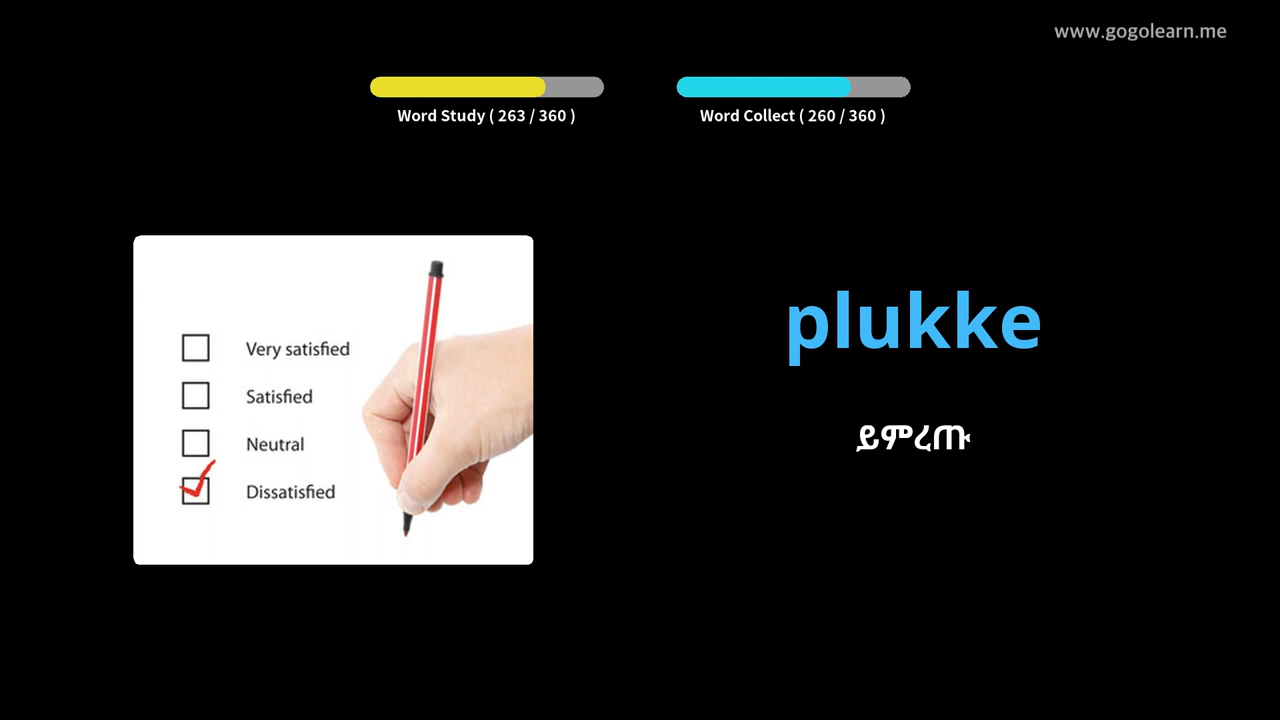 www.gogolearn.me
Word Study ( 263 / 360 )
Word Collect ( 260 / 360 )
Very satisfied
Satisfied
Neutral
Dissatisfied
plukke
ይምረጡ